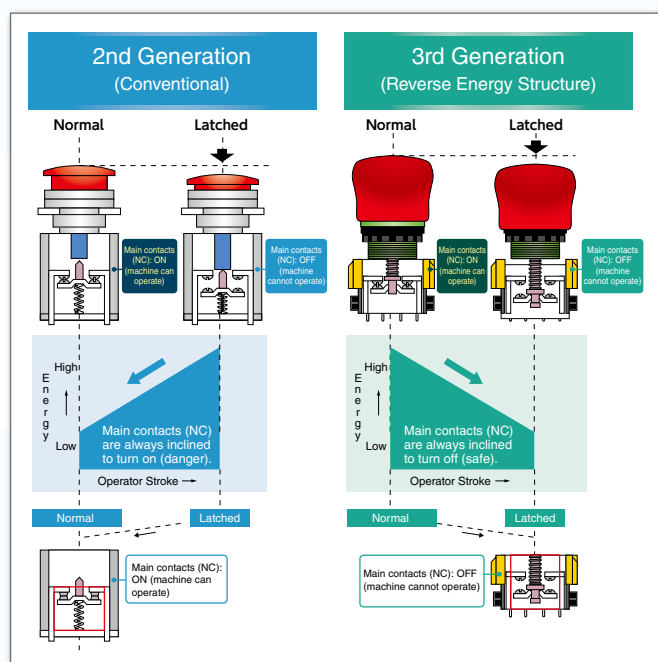 2nd Generation
(Conventional)
3rd Generation
(Reverse Energy Structure)
Normal
Latched
Normal
Latched
Main contacts
(NC): ON
(machine can
operate)
Main contacts
(NC): OFF
(machine
cannot operate)
Main contacts
(NC): ON
(machine can
operate)
Main contacts
(NC): OFF
(machine
cannot operate)
Energy
High
Low
Main contacts (NC)
are always inclined
to turn on (danger).
Operator Stroke →
Energy
High
Low
Main contacts (NC)
are always inclined
to turn off (safe).
Operator Stroke →
Normal
Latched
Normal
Latched
Main contacts (NC):
ON (machine can
operate)
Main contacts (NC): OFF
(machine cannot operate)